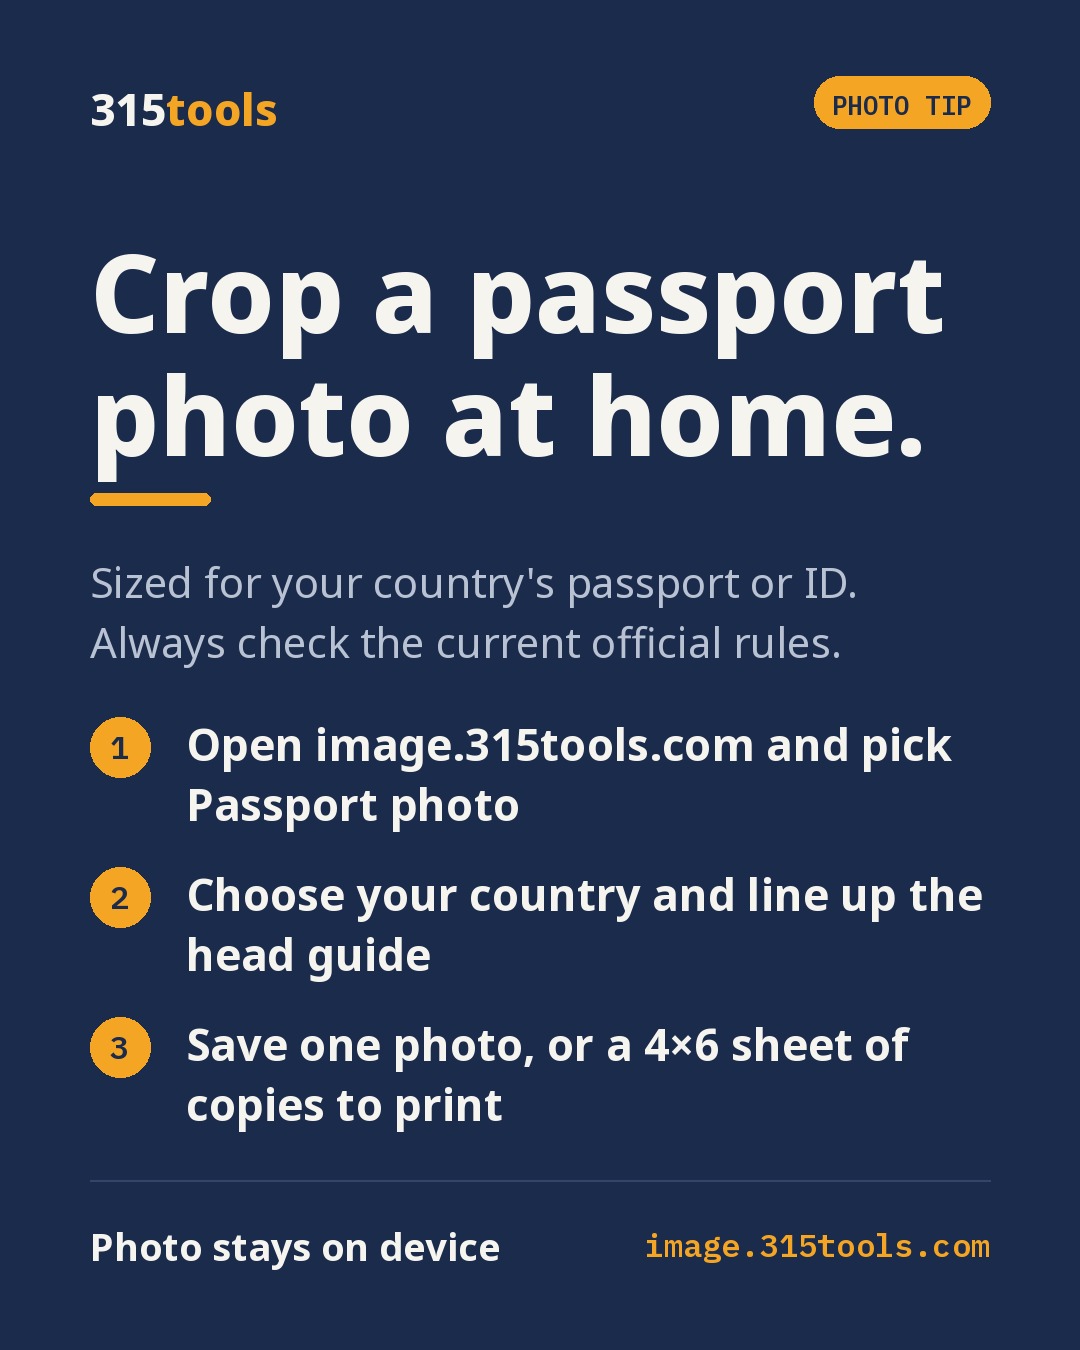 315tools
PHOTO TIP
Crop a passport
photo at home.
Sized for your country's passport or ID.
Always check the current official rules.
1 Open image.315tools.com and pick
Passport photo
2 Choose your country and line up the
head guide
3 Save one photo, or a 4×6 sheet of
copies to print
Photo stays on device
image.315tools.com